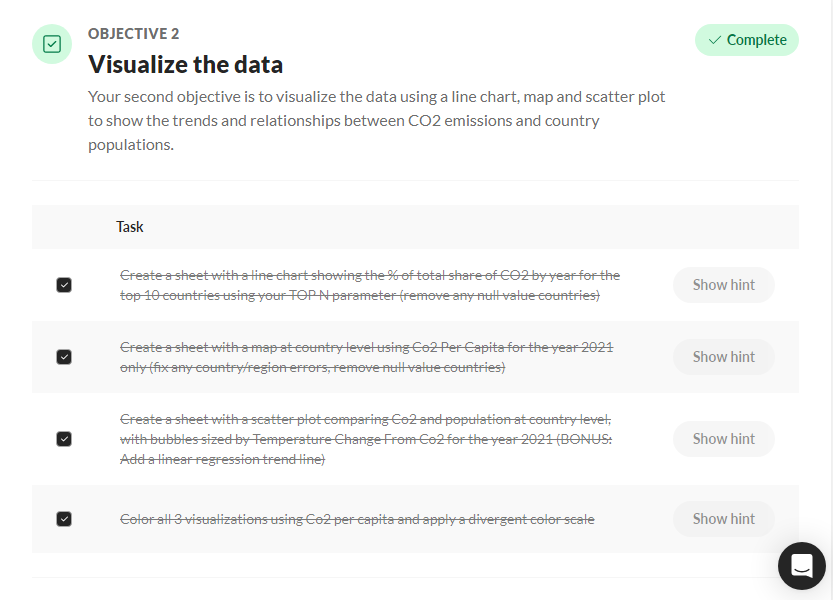 OBJECTIVE 2
Complete
Visualize the data
Your second objective is to visualize the data using a line chart, map and scatter plot
to show the trends and relationships between CO2 emissions and country
populations.
Task
Create a sheet with a line chart showing the % of total share of CO2 by year for the
top 10 countries using your TOP N parameter (remove any null value countries)
Show hint
Create a sheet with a map at country level using Co2 Per Capita for the year 2021
only (fix any country/region errors, remove null value countries)
Show hint
Create a sheet with a scatter plot comparing Co2 and population at country level,
with bubbles sized by Temperature Change From Co2 for the year 2021 (BONUS:
Add a linear regression trend line)
Show hint
Color all 3 visualizations using Co2 per capita and apply a divergent color scale
Show hint